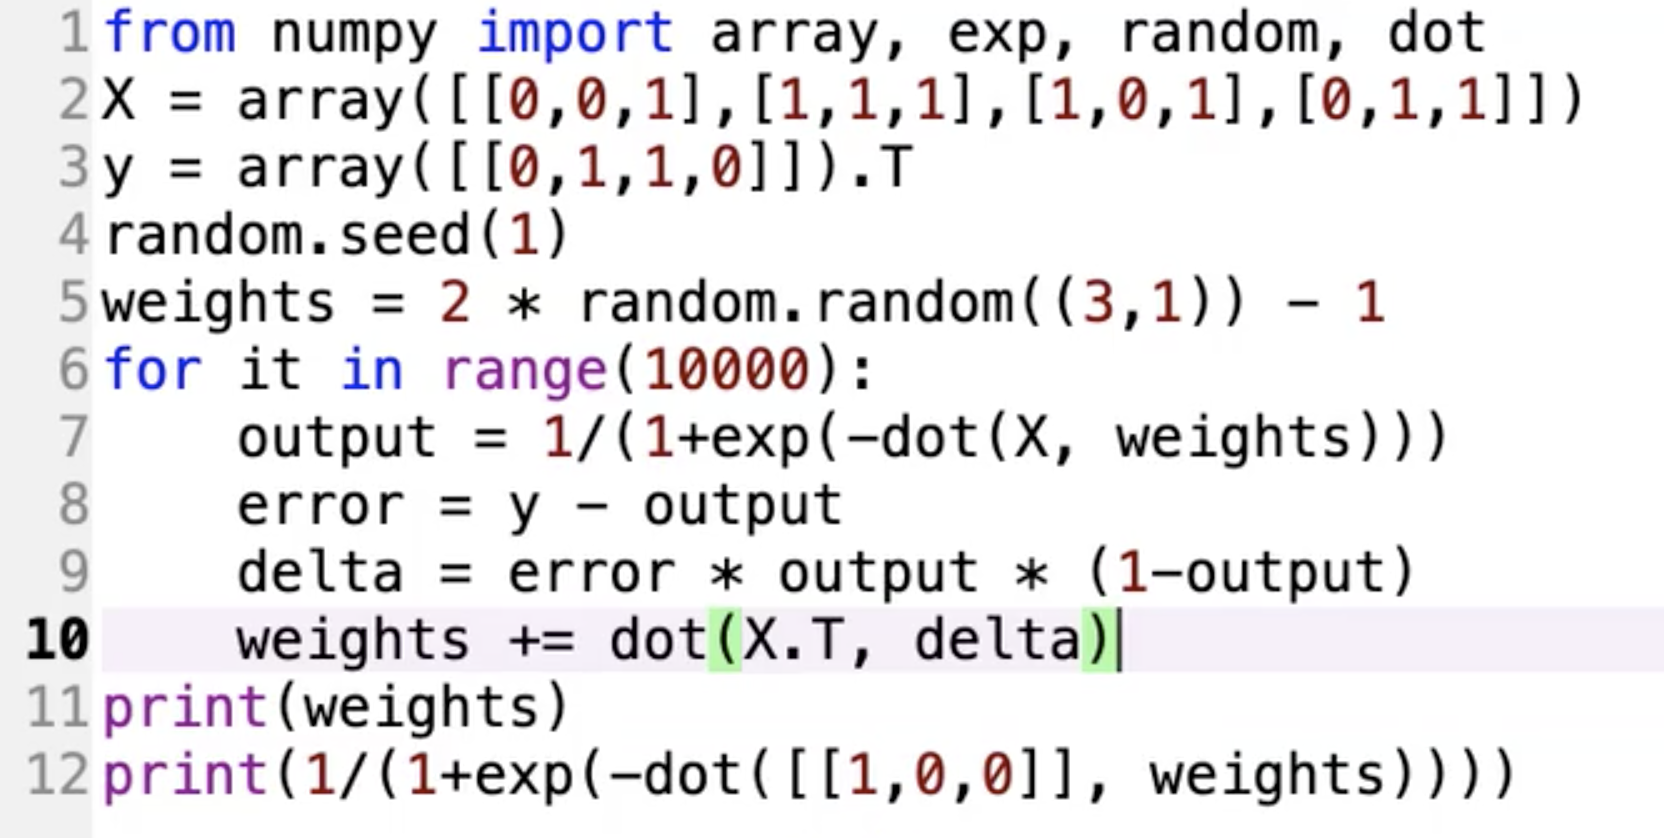 1 from numpy import array, exp, random, dot
2 X = array([[0,0,1],[1,1,1],[1,0,1],[0,1,1]])
3 y = array([[0,1,1,0]]).T
4 random.seed(1)
5 weights = 2 * random.random((3,1)) - 1
6 for it in range(10000):
7     output = 1/(1+exp(-dot(X, weights)))
8     error = y - output
9     delta = error * output * (1-output)
10     weights += dot(X.T, delta)
11 print(weights)
12 print(1/(1+exp(-dot([[1,0,0]], weights))))